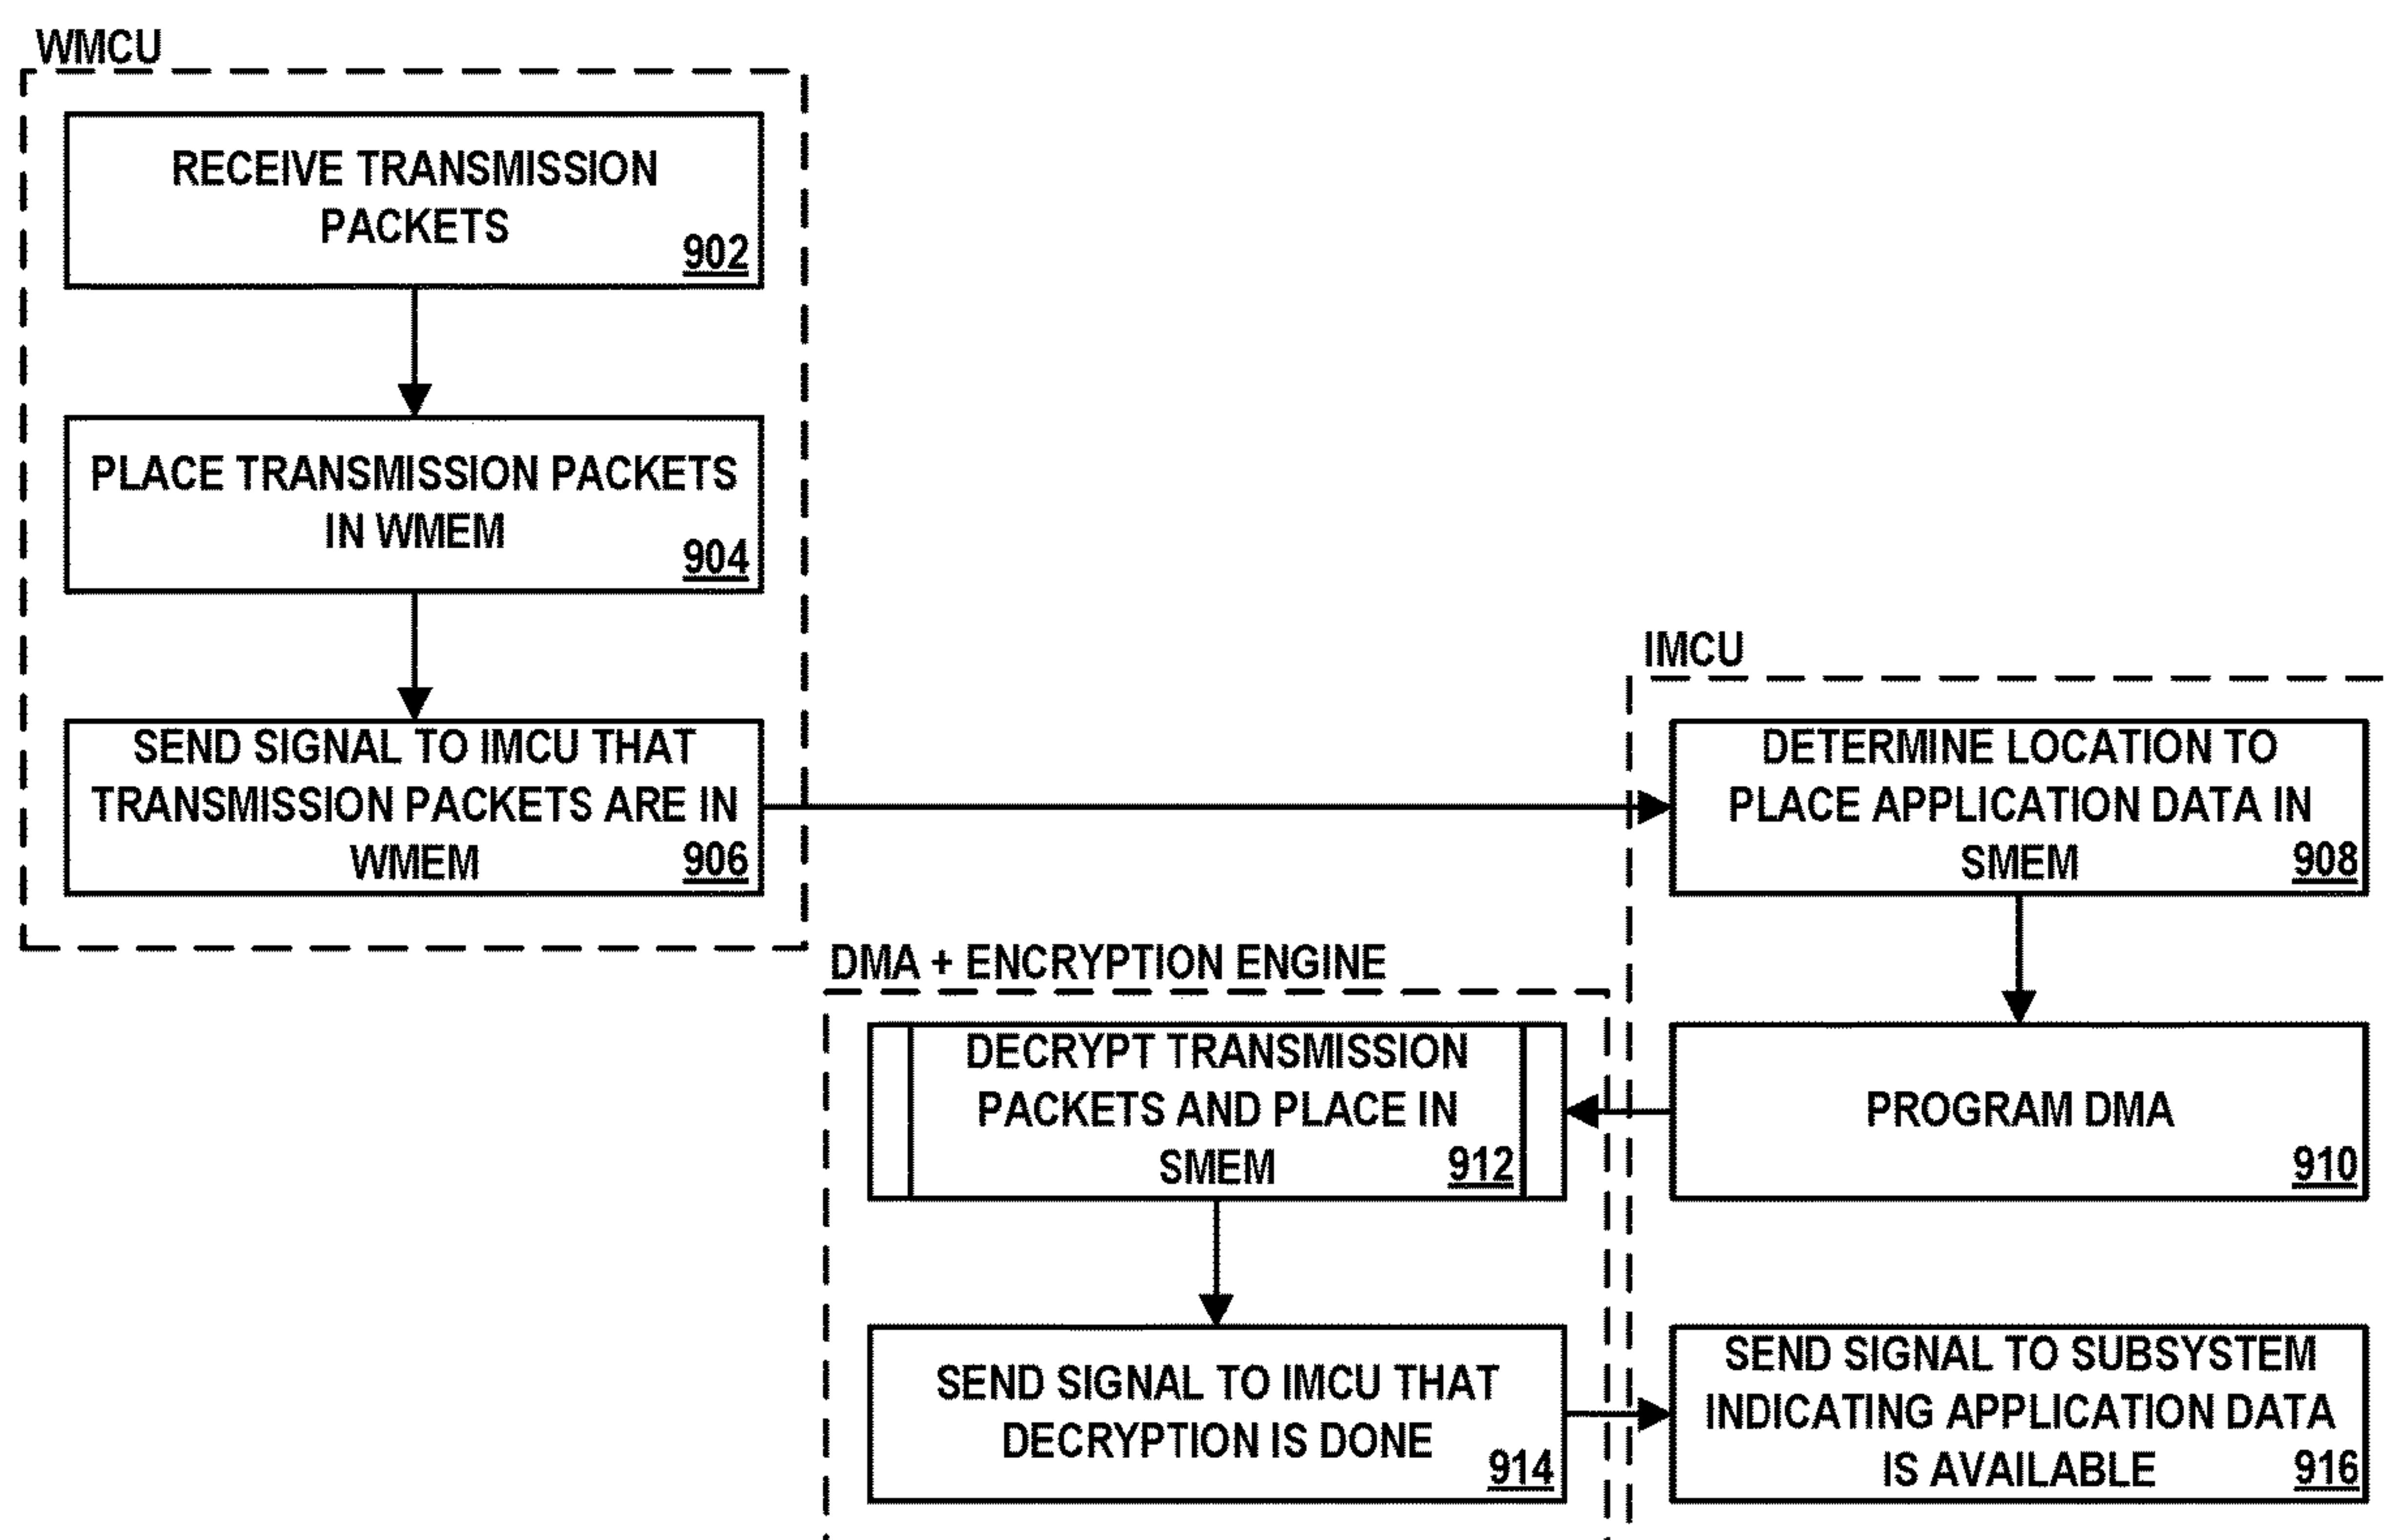 WMCU
RECEIVE TRANSMISSION
PACKETS
902
PLACE TRANSMISSION PACKETS
IN WMEM
904
SEND SIGNAL TO IMCU THAT
TRANSMISSION PACKETS ARE IN
WMEM
906
IMCU
DETERMINE LOCATION TO
PLACE APPLICATION DATA IN
SMEM
908
PROGRAM DMA
910
DMA + ENCRYPTION ENGINE
DECRYPT TRANSMISSION
PACKETS AND PLACE IN
SMEM
912
SEND SIGNAL TO IMCU THAT
DECRYPTION IS DONE
914
SEND SIGNAL TO SUBSYSTEM
INDICATING APPLICATION DATA
IS AVAILABLE
916